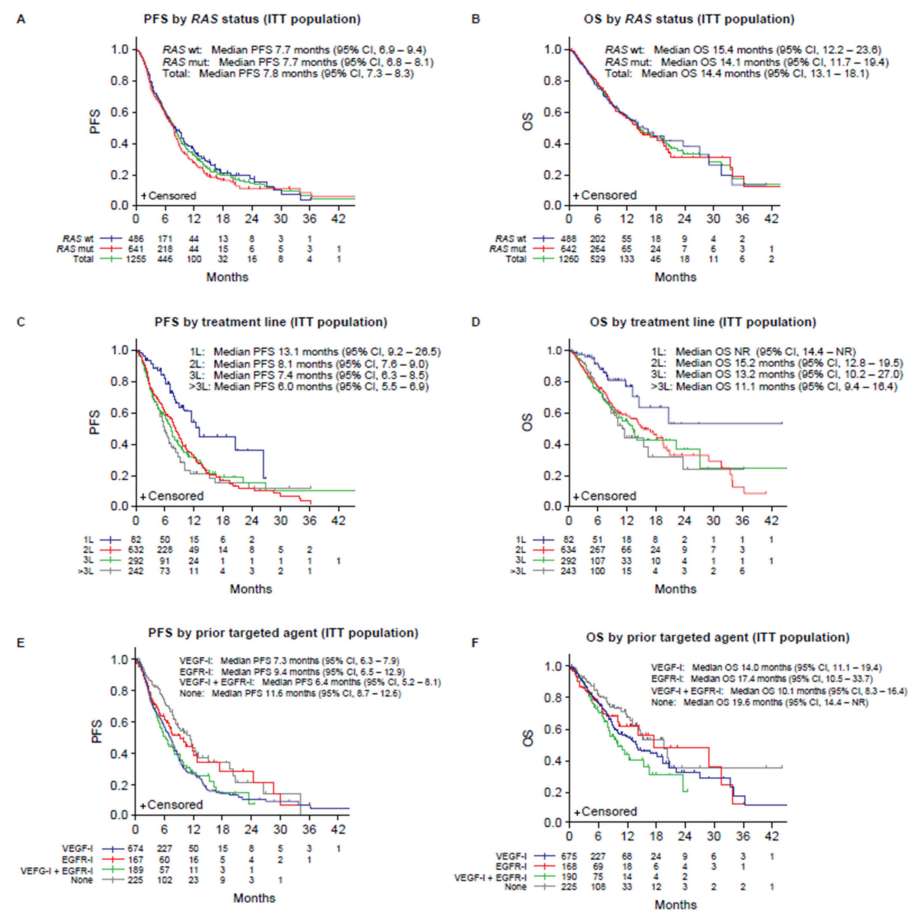 A PFS by RAS status (ITT population)
RAS wt: Median PFS 7.7 months (95% CI, 6.9 – 9.4)
RAS mut: Median PFS 7.7 months (95% CI, 6.8 – 8.1)
Total: Median PFS 7.8 months (95% CI, 7.3 – 8.3)
PFS
1.0
0.8
0.6
0.4
0.2
0.0
+Censored
0 6 12 18 24 30 36 42
RAS wt 486 171 44 13 8 3 1
RAS mut 641 218 44 15 6 5 3 1
Total 1255 446 100 32 16 8 4 1
Months
B OS by RAS status (ITT population)
RAS wt: Median OS 15.4 months (95% CI, 12.2 – 23.6)
RAS mut: Median OS 14.1 months (95% CI, 11.7 – 19.4)
Total: Median OS 14.4 months (95% CI, 13.1 – 18.1)
OS
1.0
0.8
0.6
0.4
0.2
0.0
+Censored
0 6 12 18 24 30 36 42
RAS wt 488 202 55 18 9 4 2
RAS mut 642 264 65 24 7 6 3 1
Total 1260 529 133 46 18 11 6 2
Months
C PFS by treatment line (ITT population)
1L: Median PFS 13.1 months (95% CI, 9.2 – 26.5)
2L: Median PFS 8.1 months (95% CI, 7.6 – 9.0)
3L: Median PFS 7.4 months (95% CI, 6.3 – 8.5)
>3L: Median PFS 6.0 months (95% CI, 5.5 – 6.9)
PFS
1.0
0.8
0.6
0.4
0.2
0.0
+Censored
0 6 12 18 24 30 36 42
1L 82 50 15 6 2
2L 632 228 49 14 8 5 2
3L 292 91 24 1 1 1 1 1
>3L 242 73 11 4 3 2 1
Months
D OS by treatment line (ITT population)
1L: Median OS NR (95% CI, 14.4 – NR)
2L: Median OS 15.2 months (95% CI, 12.8 – 19.5)
3L: Median OS 13.2 months (95% CI, 10.2 – 27.0)
>3L: Median OS 11.1 months (95% CI, 9.4 – 16.4)
OS
1.0
0.8
0.6
0.4
0.2
0.0
+Censored
0 6 12 18 24 30 36 42
1L 82 51 18 8 2 1 1 1
2L 634 267 66 24 9 7 3
3L 292 107 33 10 4 1 1 1
>3L 243 100 15 4 3 2 6
Months
E PFS by prior targeted agent (ITT population)
VEGF-I: Median PFS 7.3 months (95% CI, 6.3 – 7.9)
EGFR-I: Median PFS 9.4 months (95% CI, 6.5 – 12.9)
VEGF-I + EGFR-I: Median PFS 6.4 months (95% CI, 5.2 – 8.1)
None: Median PFS 11.6 months (95% CI, 8.7 – 12.6)
PFS
1.0
0.8
0.6
0.4
0.2
0.0
+Censored
0 6 12 18 24 30 36 42
VEGF-I 674 227 50 15 8 5 3 1
EGFR-I 167 60 16 5 4 2 1
VEFG-I + EGFR-I 189 57 11 3 1
None 225 102 23 9 3 1
Months
F OS by prior targeted agent (ITT population)
VEGF-I: Median OS 14.0 months (95% CI, 11.1 – 19.4)
EGFR-I: Median OS 17.4 months (95% CI, 10.5 – 33.7)
VEGF-I + EGFR-I: Median OS 10.1 months (95% CI, 8.3 – 16.4)
None: Median OS 19.6 months (95% CI, 14.4 – NR)
OS
1.0
0.8
0.6
0.4
0.2
0.0
+Censored
0 6 12 18 24 30 36 42
VEGF-I 675 227 68 24 9 6 3 1
EGFR-I 168 69 18 6 4 3 1
VEGF-I + EGFR-I 190 75 14 4 2
None 225 108 33 12 3 2 2 1
Months